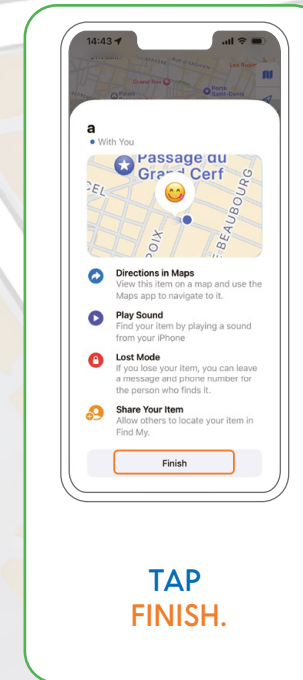 14:43
Les Ruines
Grand Rex
Porte
Saint-Denis
a
With You
Passage du
Grand Cerf
CEL
POIX
BEAUBOURG
Directions in Maps
View this item on a map and use the
Maps app to navigate to it.
Play Sound
Find your item by playing a sound
from your iPhone
Lost Mode
If you lose your item, you can leave
a message and phone number for
the person who finds it.
Share Your Item
Allow others to locate your item in
Find My.
Finish
TAP
FINISH.